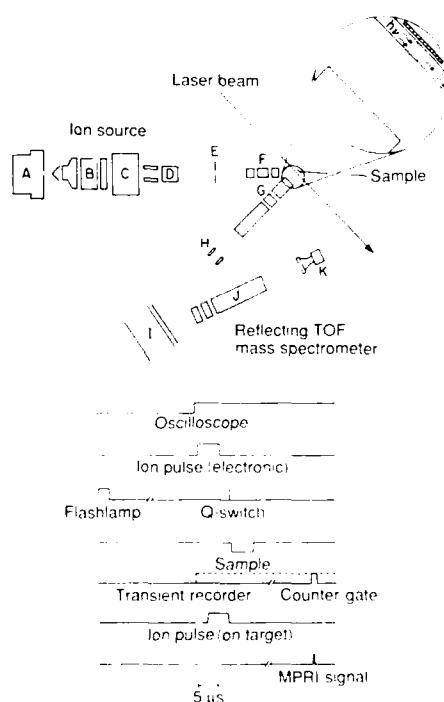 hν
Laser beam
Ion source
A
B
C
D
E
F
G
Sample
H
I
J
K
Reflecting TOF
mass spectrometer
Oscilloscope
Ion pulse (electronic)
Flashlamp Q-switch
Sample
Transient recorder Counter gate
Ion pulse (on target)
MPRI signal
5 µs